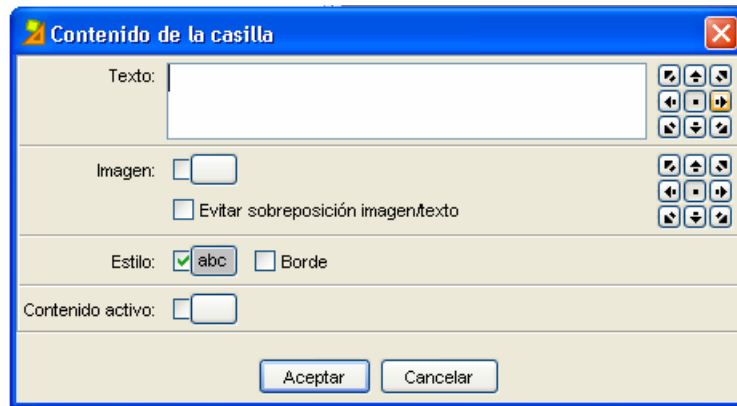 Contenido de la casilla
Texto:
Imagen:
Evitar sobreposición imagen/texto
Estilo: abc Borde
Contenido activo:
Aceptar Cancelar